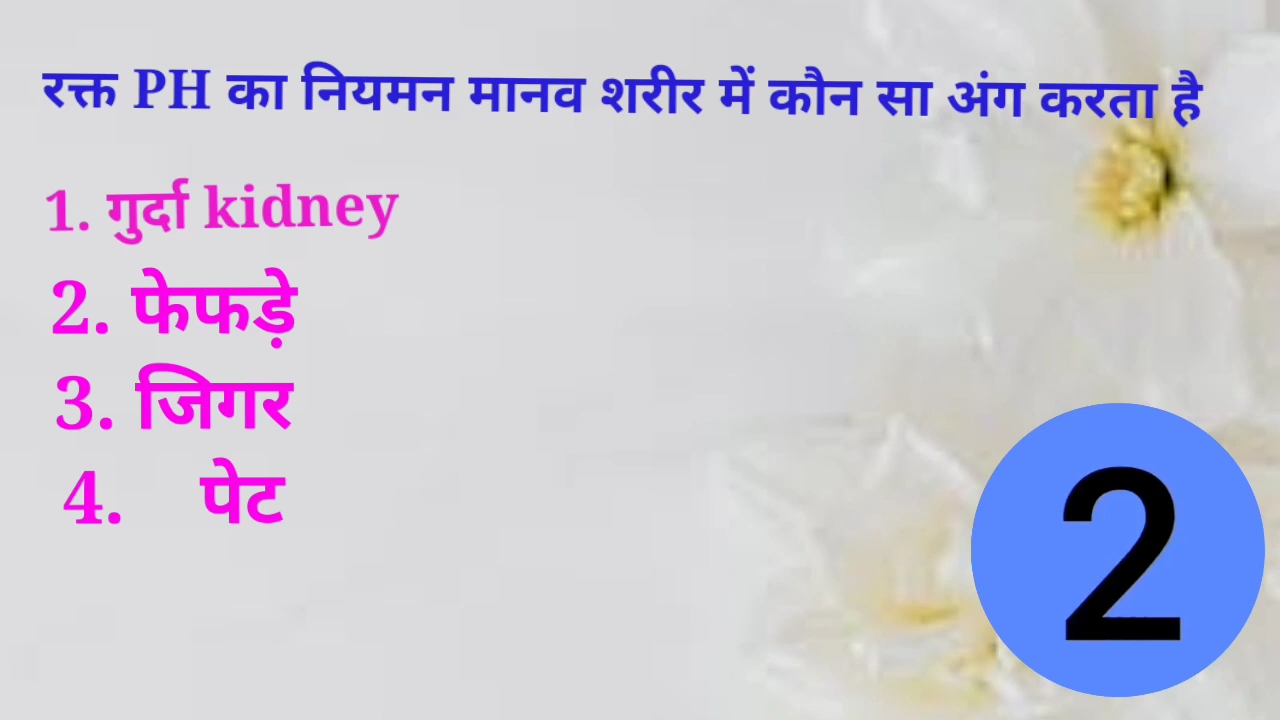 रक्त PH का नियमन मानव शरीर में कौन सा अंग करता है
1. गुर्दा kidney
2. फेफड़े
3. जिगर
4. पेट
2